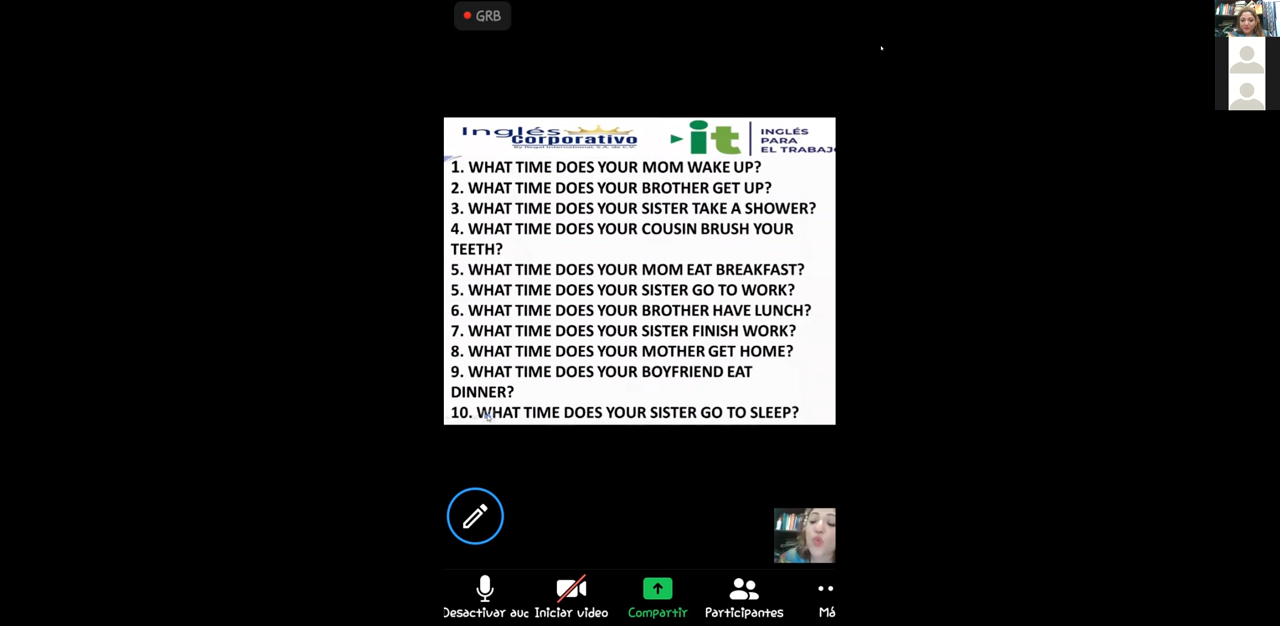 GRB
Inglés
Corporativo
By Regal International, S.A. de C.V.
it
INGLÉS
PARA
EL TRABAJ
1. WHAT TIME DOES YOUR MOM WAKE UP?
2. WHAT TIME DOES YOUR BROTHER GET UP?
3. WHAT TIME DOES YOUR SISTER TAKE A SHOWER?
4. WHAT TIME DOES YOUR COUSIN BRUSH YOUR
TEETH?
5. WHAT TIME DOES YOUR MOM EAT BREAKFAST?
5. WHAT TIME DOES YOUR SISTER GO TO WORK?
6. WHAT TIME DOES YOUR BROTHER HAVE LUNCH?
7. WHAT TIME DOES YOUR SISTER FINISH WORK?
8. WHAT TIME DOES YOUR MOTHER GET HOME?
9. WHAT TIME DOES YOUR BOYFRIEND EAT
DINNER?
10. WHAT TIME DOES YOUR SISTER GO TO SLEEP?
Desactivar auc Iniciar video Compartir Participantes Má